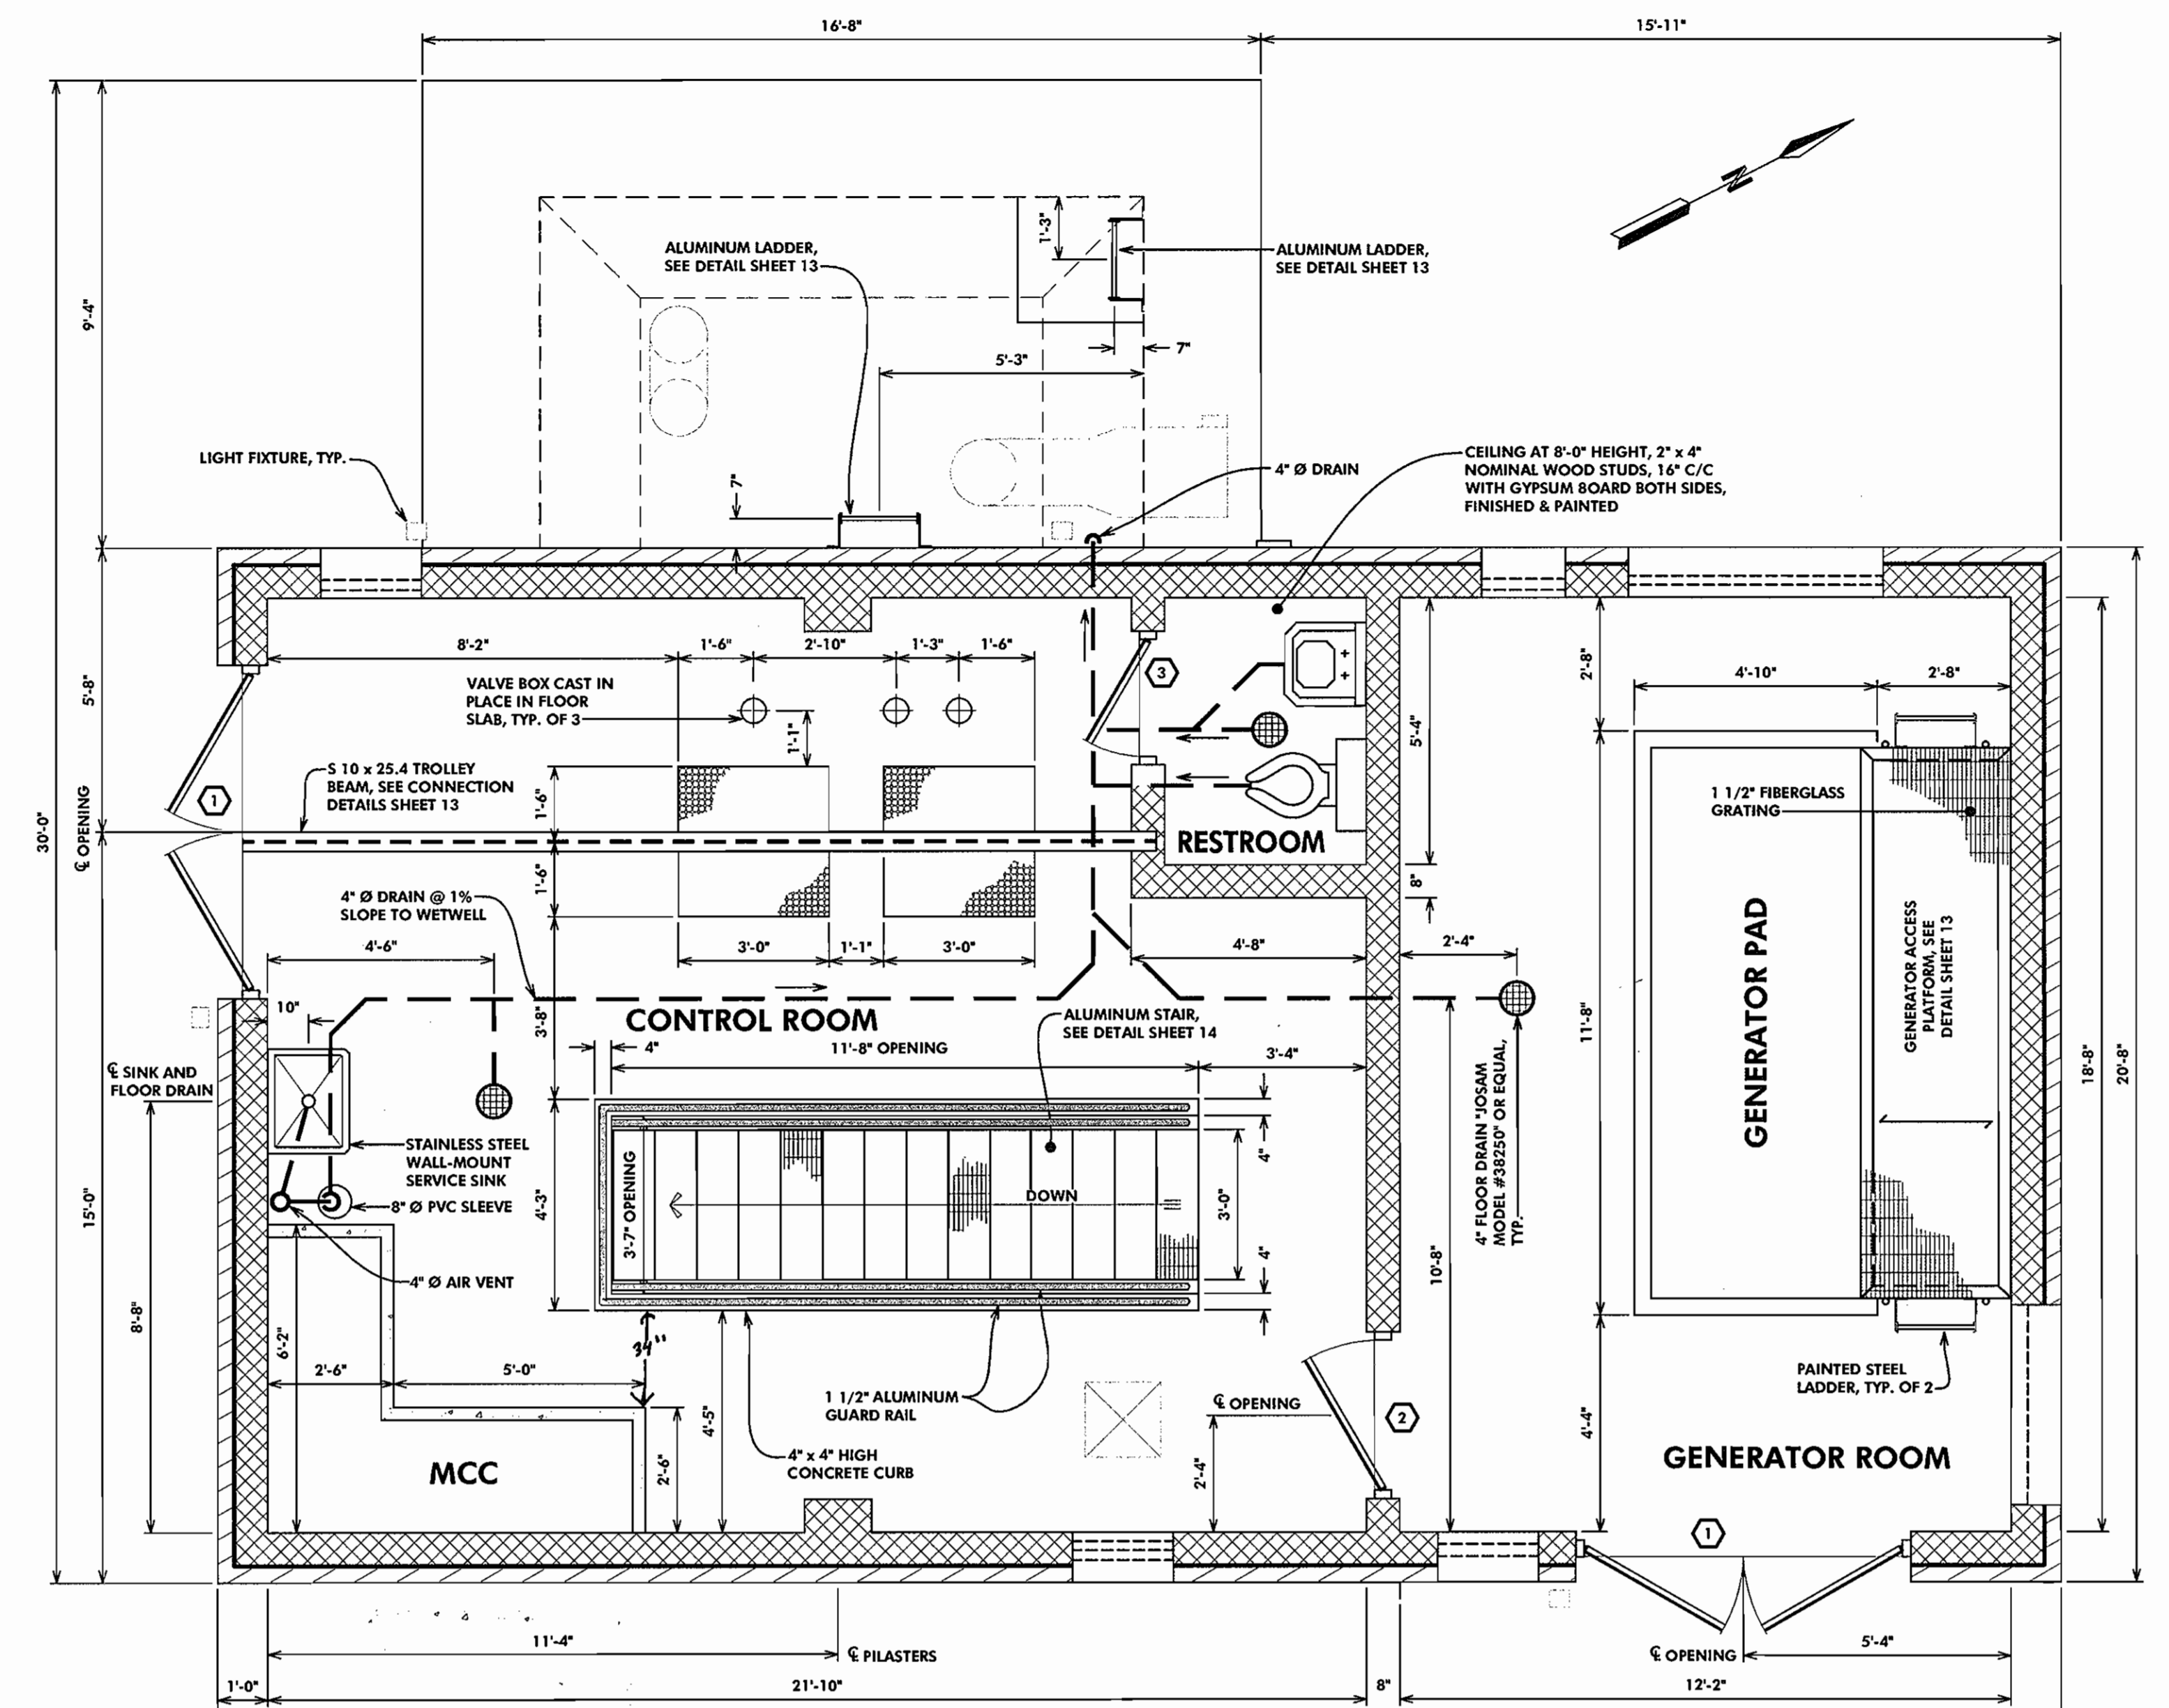 16'-8"
15'-11"
N
9'-4"
30'-0"
5'-8"
℄ OPENING
15'-0"
ALUMINUM LADDER,
SEE DETAIL SHEET 13
1'-3"
ALUMINUM LADDER,
SEE DETAIL SHEET 13
7"
5'-3"
LIGHT FIXTURE, TYP.
7"
4" Ø DRAIN
CEILING AT 8'-0" HEIGHT, 2" x 4"
NOMINAL WOOD STUDS, 16" C/C
WITH GYPSUM BOARD BOTH SIDES,
FINISHED & PAINTED
8'-2"
1'-6"
2'-10"
1'-3"
1'-6"
VALVE BOX CAST IN
PLACE IN FLOOR
SLAB, TYP. OF 3
1'-1"
3
5'-4"
2'-8"
4'-10"
2'-8"
S 10 x 25.4 TROLLEY
BEAM, SEE CONNECTION
DETAILS SHEET 13
1
1'-6"
1'-6"
RESTROOM
1 1/2" FIBERGLASS
GRATING
8"
4" Ø DRAIN @ 1%
SLOPE TO WETWELL
4'-6"
3'-0"
1'-1"
3'-0"
4'-8"
2'-4"
GENERATOR PAD
GENERATOR ACCESS
PLATFORM, SEE
DETAIL SHEET 13
11'-8"
18'-8"
20'-8"
10"
3'-8"
CONTROL ROOM
ALUMINUM STAIR,
SEE DETAIL SHEET 14
4"
11'-8" OPENING
3'-4"
℄ SINK AND
FLOOR DRAIN
STAINLESS STEEL
WALL-MOUNT
SERVICE SINK
8" Ø PVC SLEEVE
4'-3"
3'-7" OPENING
DOWN
4"
3'-0"
4"
4" FLOOR DRAIN "JOSAM
MODEL #38250" OR EQUAL,
TYP.
10'-8"
4" Ø AIR VENT
8'-8"
6'-2"
2'-6"
5'-0"
34"
4'-5"
2'-6"
1 1/2" ALUMINUM
GUARD RAIL
4" x 4" HIGH
CONCRETE CURB
℄ OPENING
2'-4"
2
4'-4"
PAINTED STEEL
LADDER, TYP. OF 2
MCC
GENERATOR ROOM
1
11'-4"
℄ PILASTERS
℄ OPENING
5'-4"
1'-0"
21'-10"
8"
12'-2"